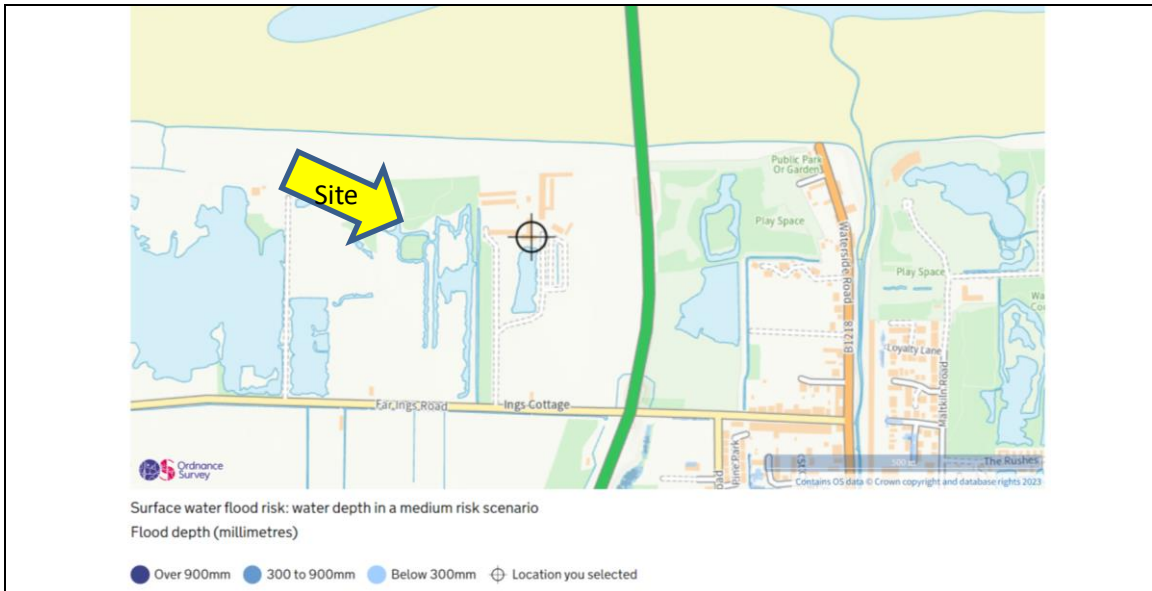 Public Park
Or Garden
Site
Play Space
Waterside Road
B1218
Play Space
Loyalty Lane
Maltkiln Road
Far Ings Road
Ings Cottage
Pine Park
The Rushes
Ordnance
Survey
Contains OS data © Crown copyright and database rights 2023
Surface water flood risk: water depth in a medium risk scenario
Flood depth (millimetres)
Over 900mm 300 to 900mm Below 300mm Location you selected